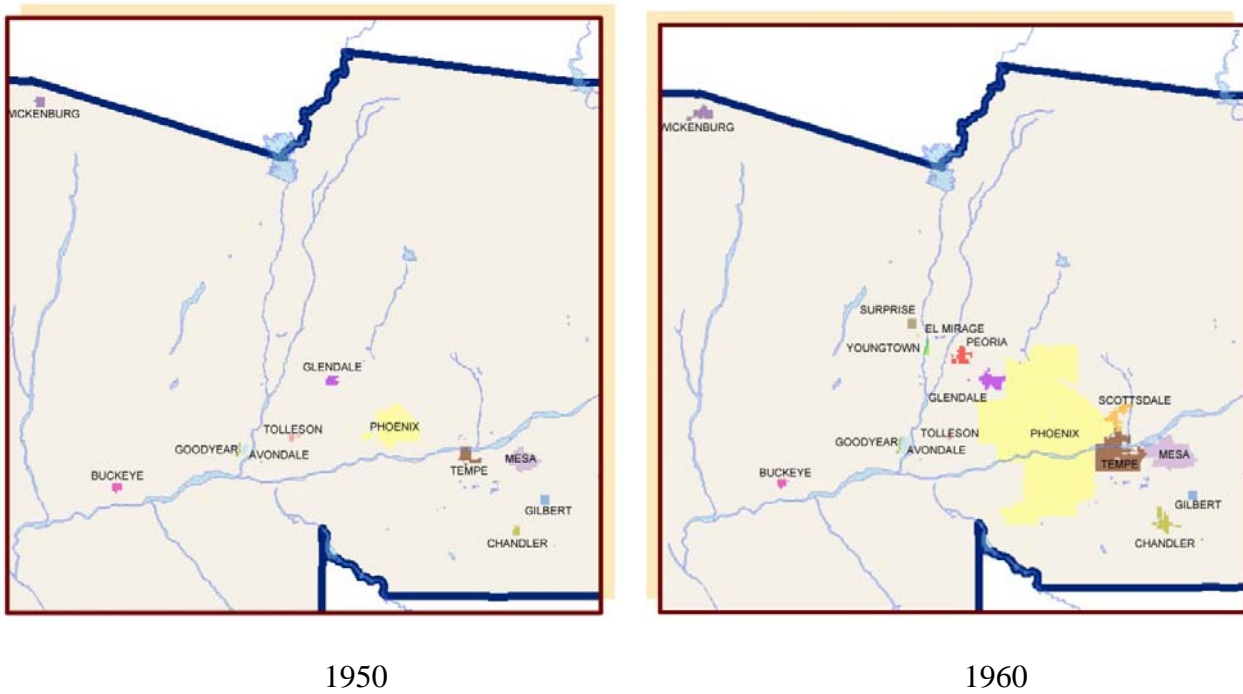 WICKENBURG
GLENDALE
TOLLESON
PHOENIX
GOODYEAR
AVONDALE
BUCKEYE
TEMPE
MESA
GILBERT
CHANDLER
1950
WICKENBURG
SURPRISE
EL MIRAGE
YOUNGTOWN
PEORIA
GLENDALE
SCOTTSDALE
TOLLESON
PHOENIX
GOODYEAR
AVONDALE
TEMPE
MESA
BUCKEYE
GILBERT
CHANDLER
1960